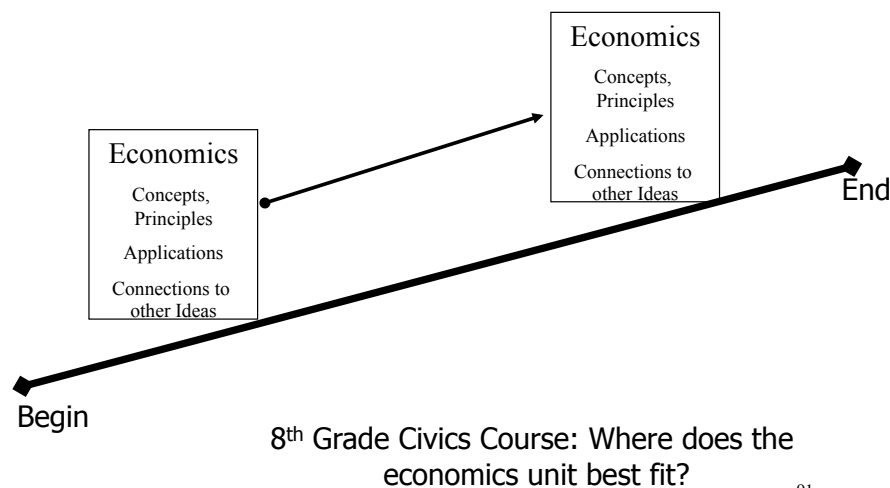 Economics
Concepts,
Principles
Applications
Connections to
other Ideas
Economics
Concepts,
Principles
Applications
Connections to
other Ideas
End
Begin
8th Grade Civics Course: Where does the
economics unit best fit?